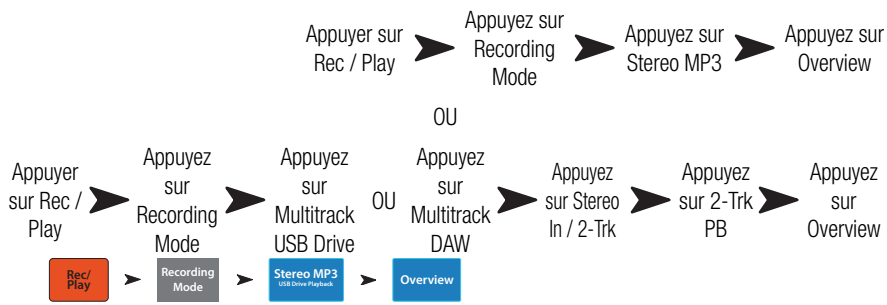 Appuyer sur
Rec / Play
Appuyez sur
Recording
Mode
Appuyez sur
Stereo MP3
Appuyez sur
Overview
OU
Appuyer
sur Rec /
Play
Appuyez
sur
Recording
Mode
Appuyez
sur
Multitrack
USB Drive
OU
Appuyez
sur
Multitrack
DAW
Appuyez
sur Stereo
In / 2-Trk
Appuyez
sur 2-Trk
PB
Appuyez
sur
Overview
Rec/
Play
Recording
Mode
Stereo MP3
USB Drive Playback
Overview